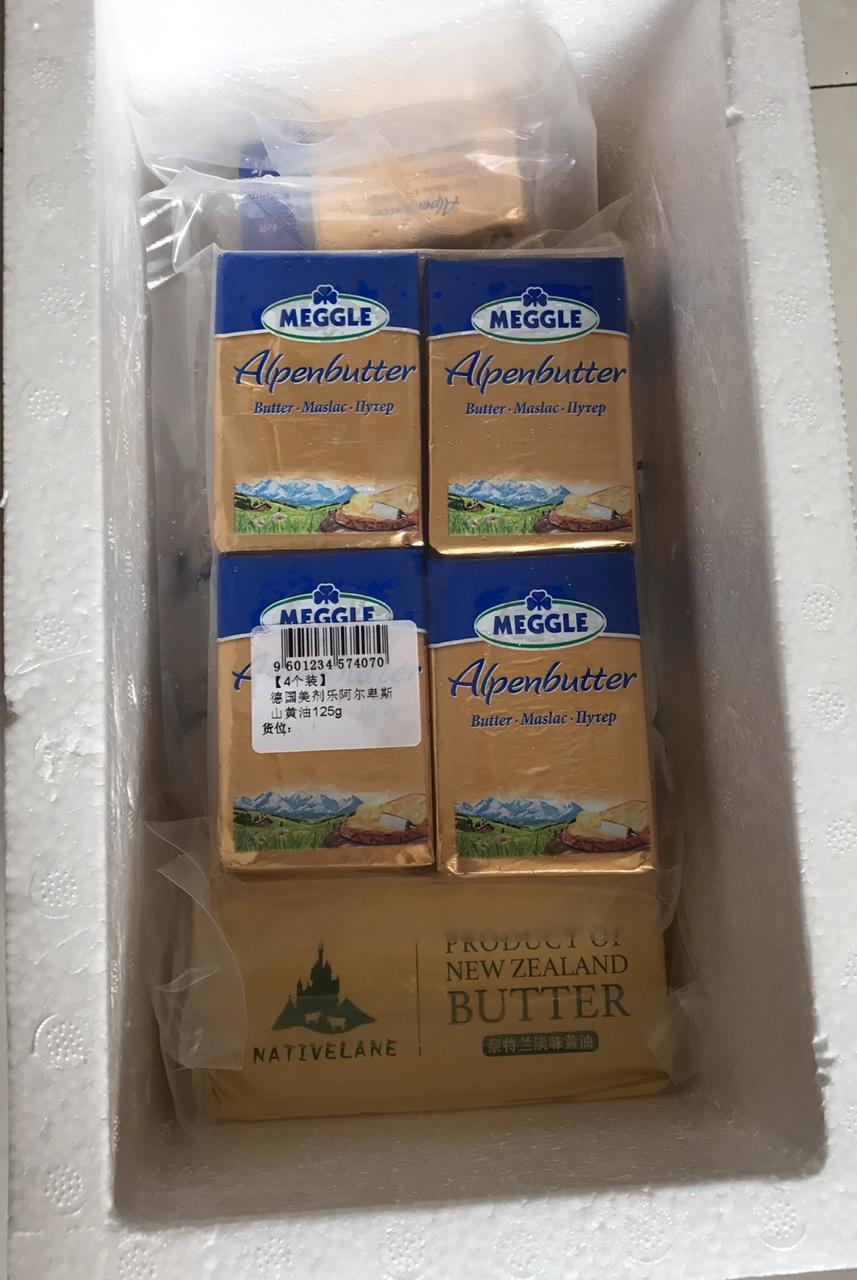 Alpenbutter
MEGGLE
Alpenbutter
Butter · Maslac · Путер
MEGGLE
Alpenbutter
Butter · Maslac · Путер
MEGGLE
9 601234 574070
【4个装】
德国美剂乐阿尔卑斯
山黄油125g
货位：
MEGGLE
Alpenbutter
Butter · Maslac · Путер
NATIVELANE
PRODUCT OF
NEW ZEALAND
BUTTER
奈特兰淡味黄油